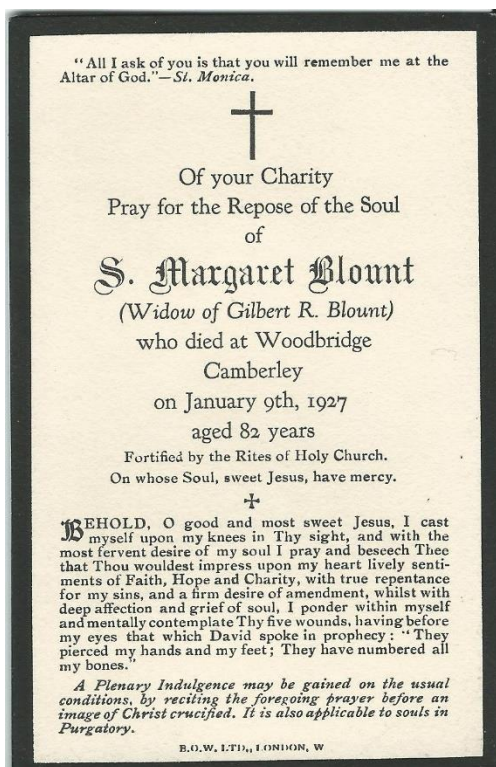 "All I ask of you is that you will remember me at the
Altar of God."—St. Monica.
Of your Charity
Pray for the Repose of the Soul
of
S. Margaret Blount
(Widow of Gilbert R. Blount)
who died at Woodbridge
Camberley
on January 9th, 1927
aged 82 years
Fortified by the Rites of Holy Church.
On whose Soul, sweet Jesus, have mercy.
BEHOLD, O good and most sweet Jesus, I cast
myself upon my knees in Thy sight, and with the
most fervent desire of my soul I pray and beseech Thee
that Thou wouldest impress upon my heart lively senti-
ments of Faith, Hope and Charity, with true repentance
for my sins, and a firm desire of amendment, whilst with
deep affection and grief of soul, I ponder within myself
and mentally contemplate Thy five wounds, having before
my eyes that which David spoke in prophecy: "They
pierced my hands and my feet; They have numbered all
my bones."
A Plenary Indulgence may be gained on the usual
conditions, by reciting the foregoing prayer before an
image of Christ crucified. It is also applicable to souls in
Purgatory.
B.O.W. LTD., LONDON, W